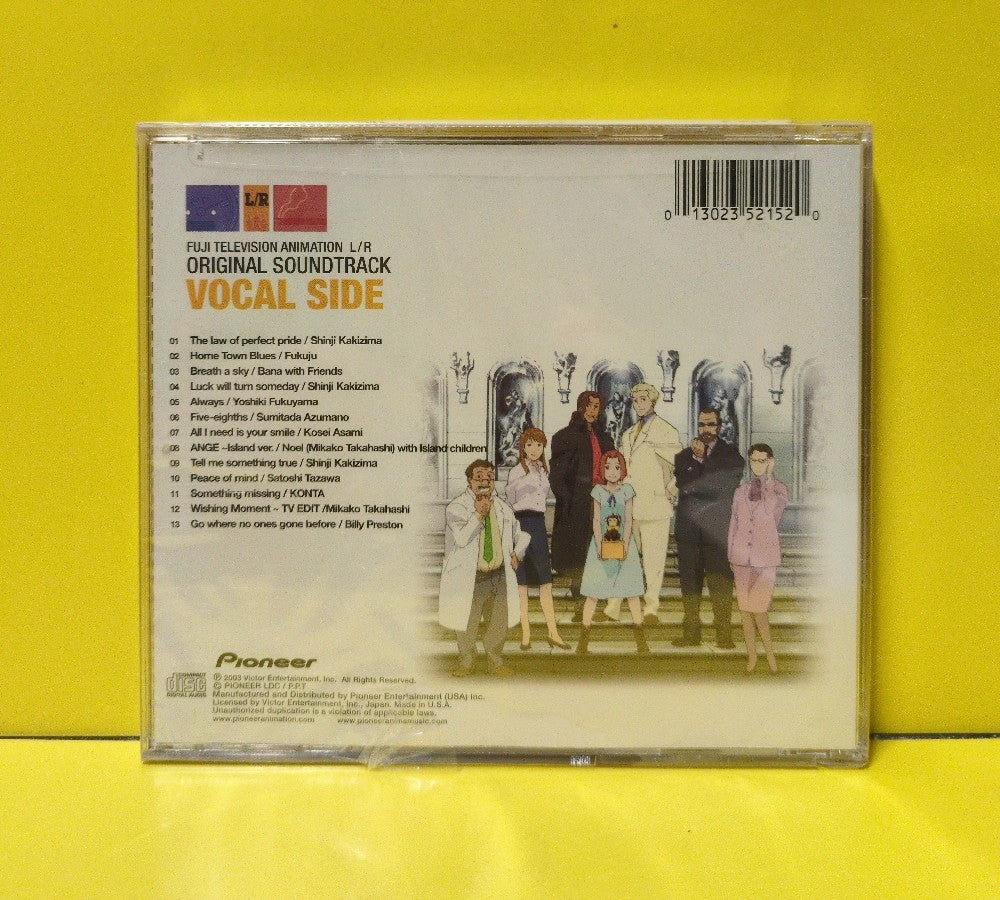 0 13023 52152 0
L/R
FUJI TELEVISION ANIMATION L/R
ORIGINAL SOUNDTRACK
VOCAL SIDE
01 The law of perfect pride / Shinji Kakizima
02 Home Town Blues / Fukuju
03 Breath a sky / Bana with Friends
04 Luck will turn someday / Shinji Kakizima
05 Always / Yoshiki Fukuyama
06 Five-eighths / Sumitada Azumano
07 All I need is your smile / Kosei Asami
08 ANGE ~Island ver. / Noel (Mikako Takahashi) with Island children
09 Tell me something true / Shinji Kakizima
10 Peace of mind / Satoshi Tazawa
11 Something missing / KONTA
12 Wishing Moment ~ TV EDIT /Mikako Takahashi
13 Go where no ones gone before / Billy Preston
Pioneer
℗ 2003 Victor Entertainment, Inc. All Rights Reserved.
© PIONEER LDC / P.P.T
Manufactured and Distributed by Pioneer Entertainment (USA) Inc.
Licensed by Victor Entertainment, Inc., Japan. Made in U.S.A.
Unauthorized duplication is a violation of applicable laws.
www.pioneeranimation.com www.pioneeranimemusic.com
COMPACT
disc
DIGITAL AUDIO